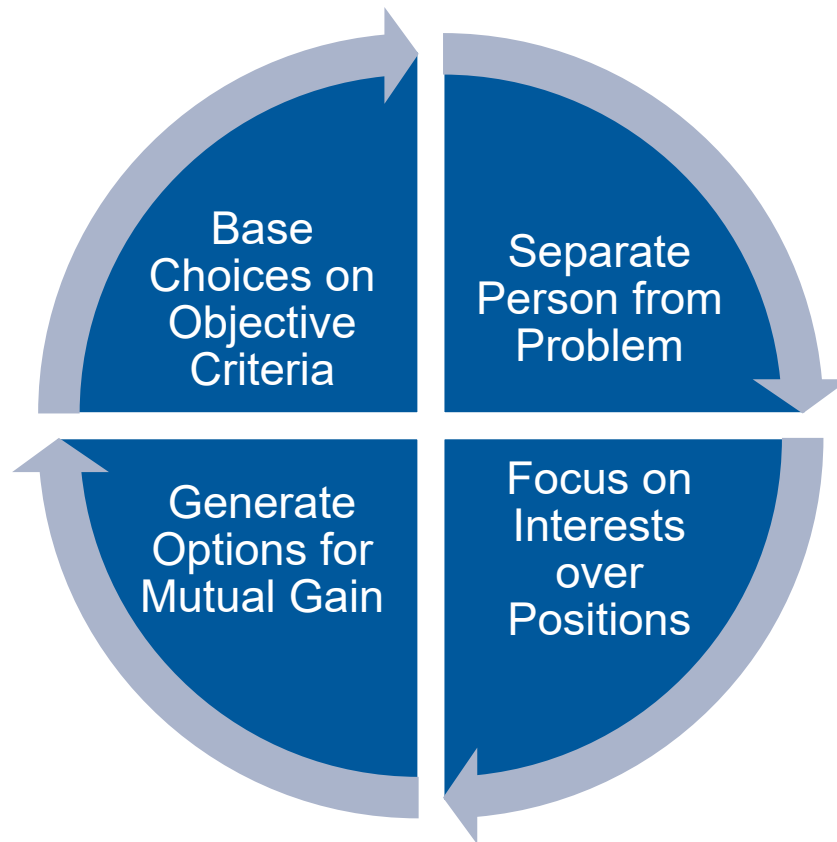 Base
Choices on
Objective
Criteria
Separate
Person from
Problem
Generate
Options for
Mutual Gain
Focus on
Interests
over
Positions